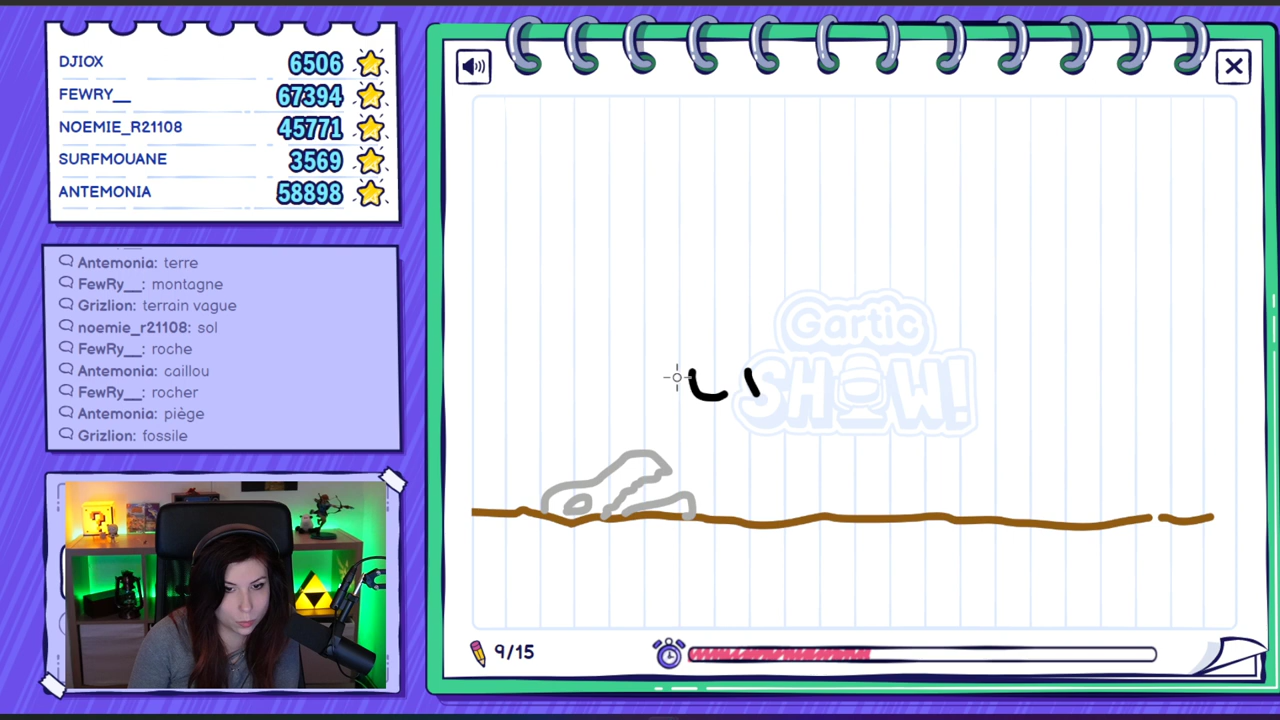 DJIOX 6506
FEWRY__ 67394
NOEMIE_R21108 45771
SURFMOUANE 3569
ANTEMONIA 58898
Antemonia: terre
FewRy__: montagne
Grizlion: terrain vague
noemie_r21108: sol
FewRy__: roche
Antemonia: caillou
FewRy__: rocher
Antemonia: piège
Grizlion: fossile
Gartic
SHOW!
9/15